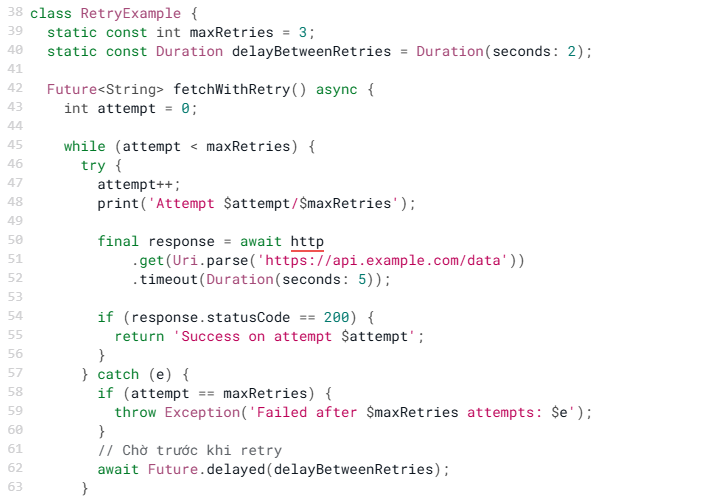 38 class RetryExample {
39   static const int maxRetries = 3;
40   static const Duration delayBetweenRetries = Duration(seconds: 2);
41
42   Future<String> fetchWithRetry() async {
43     int attempt = 0;
44
45     while (attempt < maxRetries) {
46       try {
47         attempt++;
48         print('Attempt $attempt/$maxRetries');
49
50         final response = await http
51             .get(Uri.parse('https://api.example.com/data'))
52             .timeout(Duration(seconds: 5));
53
54         if (response.statusCode == 200) {
55           return 'Success on attempt $attempt';
56         }
57       } catch (e) {
58         if (attempt == maxRetries) {
59           throw Exception('Failed after $maxRetries attempts: $e');
60         }
61         // Chờ trước khi retry
62         await Future.delayed(delayBetweenRetries);
63       }